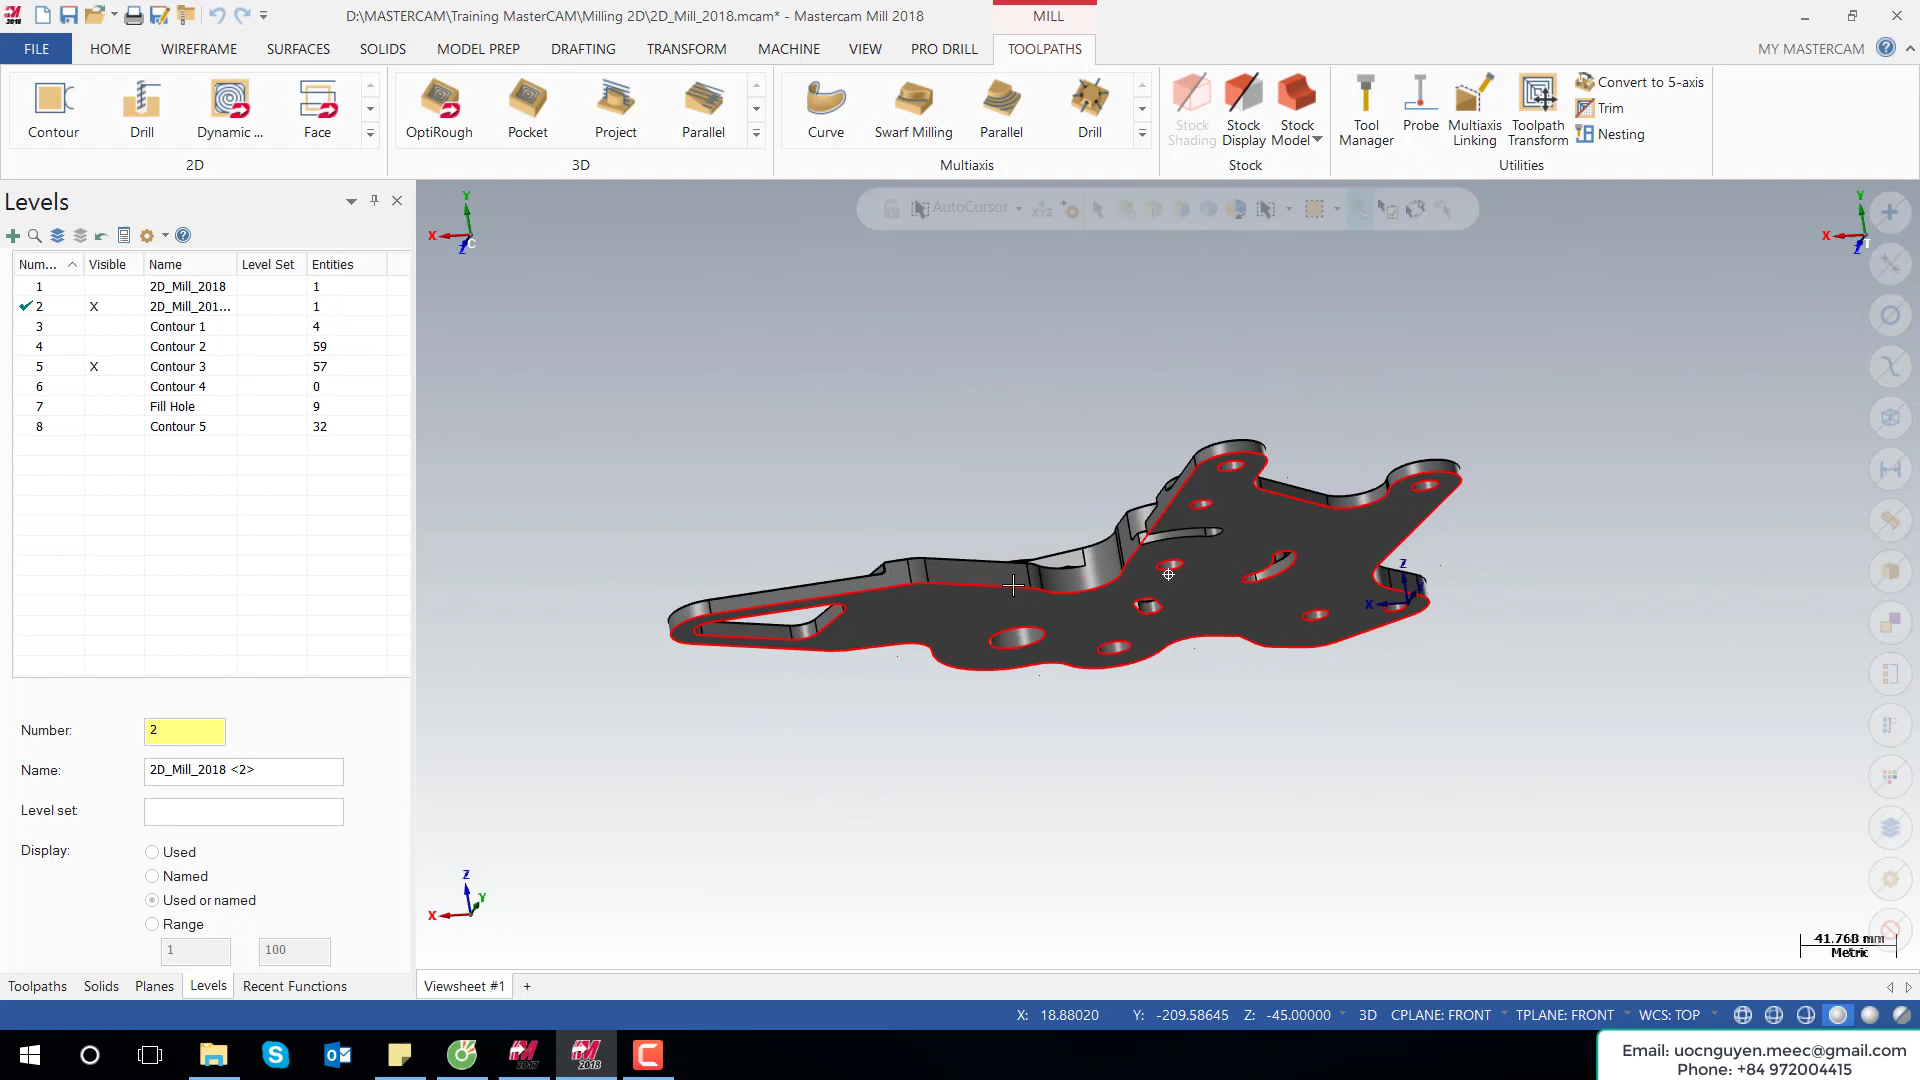 D:\MASTERCAM\Training MasterCAM\Milling 2D\2D_Mill_2018.mcam* - Mastercam Mill 2018
MILL
FILE HOME WIREFRAME SURFACES SOLIDS MODEL PREP DRAFTING TRANSFORM MACHINE VIEW PRO DRILL TOOLPATHS MY MASTERCAM
Contour Drill Dynamic ... Face
2D
OptiRough Pocket Project Parallel
3D
Curve Swarf Milling Parallel Drill
Multiaxis
Stock Shading Stock Display Stock Model
Stock
Tool Manager Probe Multiaxis Linking Toolpath Transform
Convert to 5-axis
Trim
Nesting
Utilities
Levels
Num... Visible Name Level Set Entities
1 2D_Mill_2018 1
2 X 2D_Mill_201... 1
3 Contour 1 4
4 Contour 2 59
5 X Contour 3 57
6 Contour 4 0
7 Fill Hole 9
8 Contour 5 32
Number: 2
Name: 2D_Mill_2018 <2>
Level set:
Display:
Used
Named
Used or named
Range
1 100
Toolpaths Solids Planes Levels Recent Functions
AutoCursor
XYZ
Y
X
Z
C
Y
X
Z
T
Z
X
Z
Y
X
41.768 mm
Metric
Viewsheet #1 +
X: 18.88020 Y: -209.58645 Z: -45.00000 3D CPLANE: FRONT TPLANE: FRONT WCS: TOP
2017
2018
Email: uocnguyen.meec@gmail.com
Phone: +84 972004415